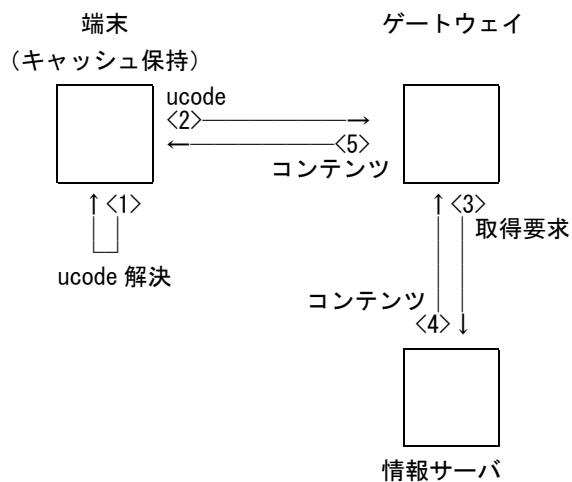 端末
(キャッシュ保持)
ゲートウェイ
ucode
<2>
<5>
コンテンツ
<1>
ucode 解決
<3>
取得要求
コンテンツ
<4>
情報サーバ